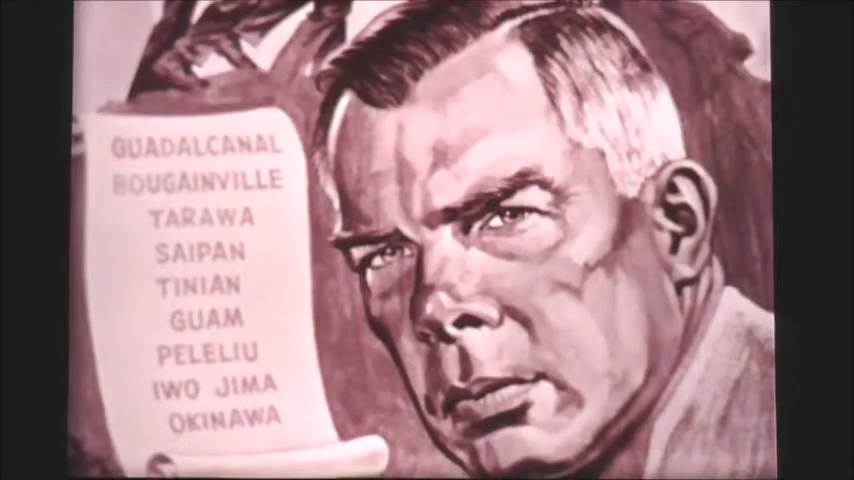 GUADALCANAL
BOUGAINVILLE
TARAWA
SAIPAN
TINIAN
GUAM
PELELIU
IWO JIMA
OKINAWA